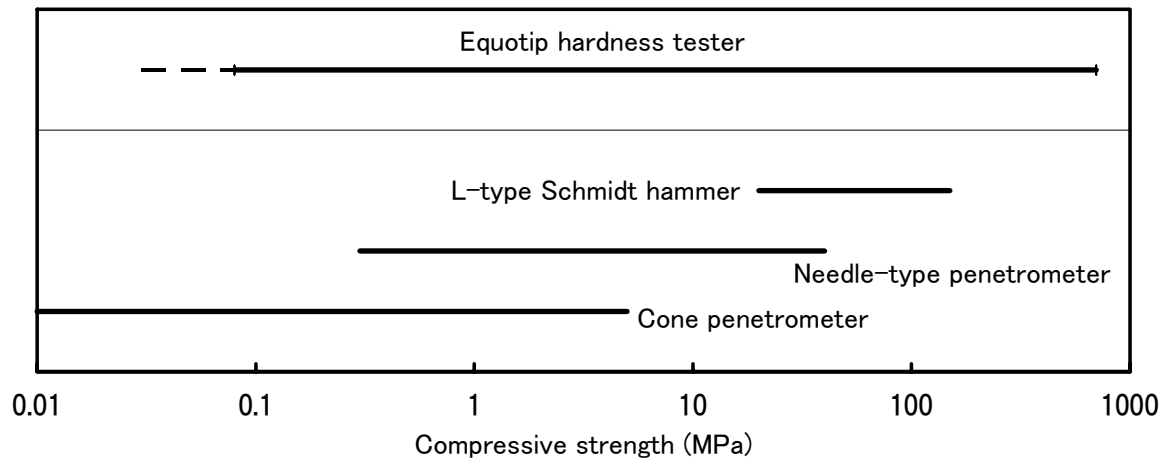 Equotip hardness tester
L-type Schmidt hammer
Needle-type penetrometer
Cone penetrometer
0.01 0.1 1 10 100 1000
Compressive strength (MPa)